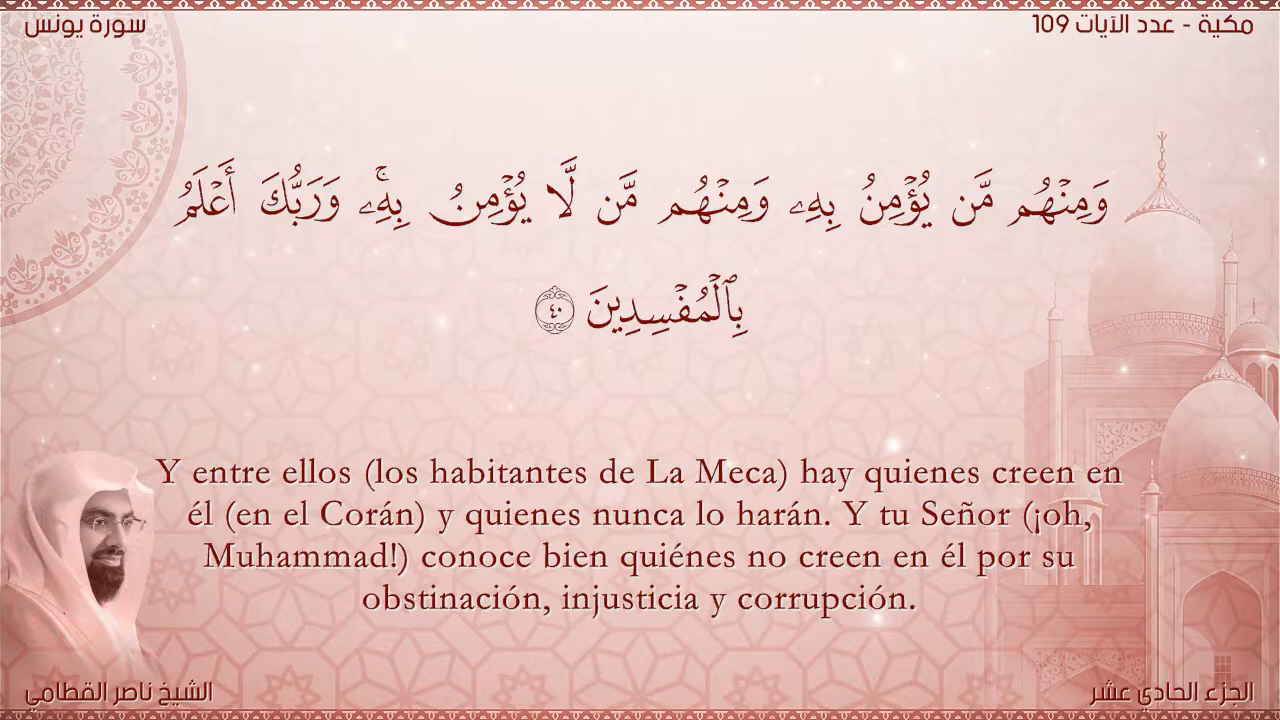 سورة يونس
مكية - عدد الآيات 109
وَمِنْهُم مَّن يُؤْمِنُ بِهِۦ وَمِنْهُم مَّن لَّا يُؤْمِنُ بِهِۦ ۚ وَرَبُّكَ أَعْلَمُ
بِٱلْمُفْسِدِينَ ٤٠
Y entre ellos (los habitantes de La Meca) hay quienes creen en
él (en el Corán) y quienes nunca lo harán. Y tu Señor (¡oh,
Muhammad!) conoce bien quiénes no creen en él por su
obstinación, injusticia y corrupción.
الشيخ ناصر القطامي
الجزء الحادي عشر